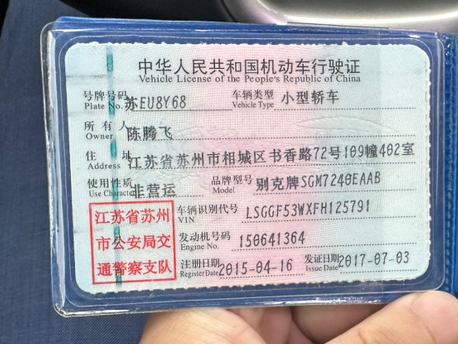 中华人民共和国机动车行驶证
Vehicle License of the People's Republic of China
号牌号码 苏EU8Y68 车辆类型 小型轿车
Plate No. Vehicle Type
所有人 陈腾飞
Owner
住址 江苏省苏州市相城区书香路72号109幢402室
Address
使用性质 非营运 品牌型号 别克牌SGM7240EAAB
Use Character Model
江苏省苏州
市公安局交
通警察支队
车辆识别代号 LSGGF53WXFH125791
VIN
发动机号码 150641364
Engine No.
注册日期 2015-04-16 发证日期 2017-07-03
Register Date Issue Date